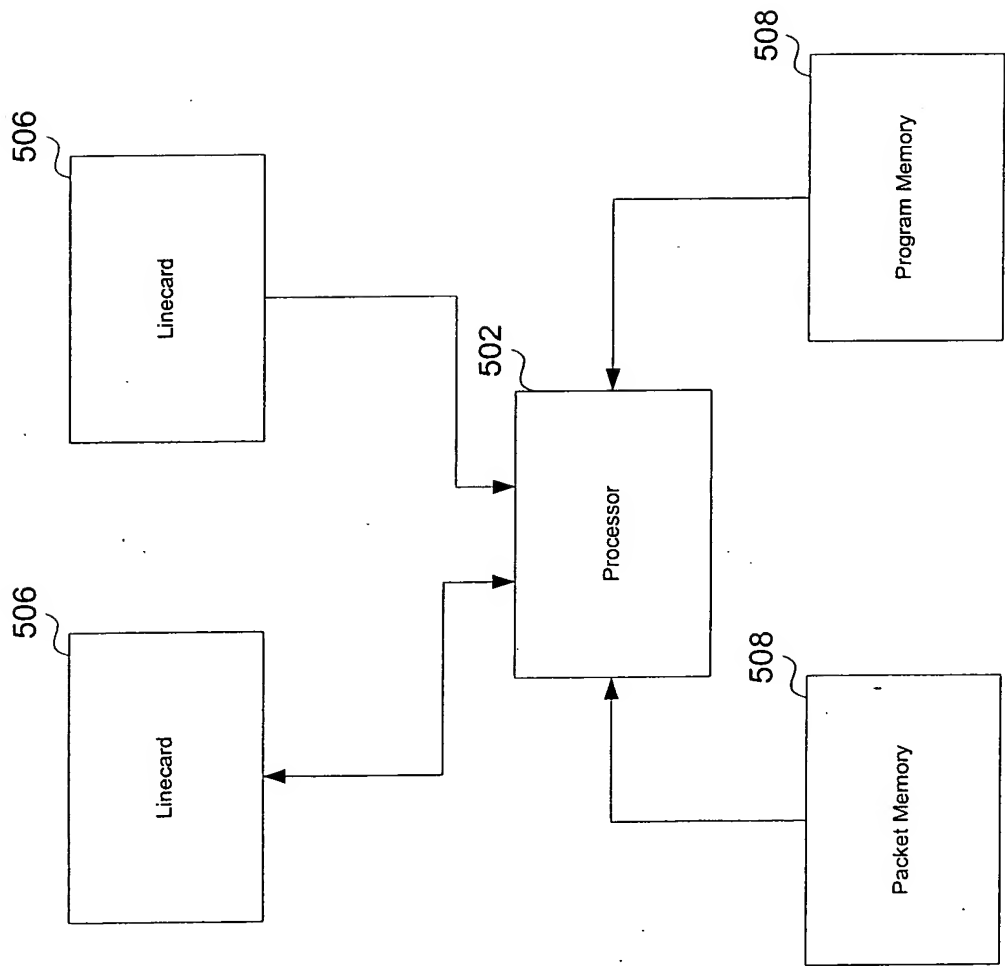 506
Linecard
506
Linecard
502
Processor
508
Packet Memory
508
Program Memory